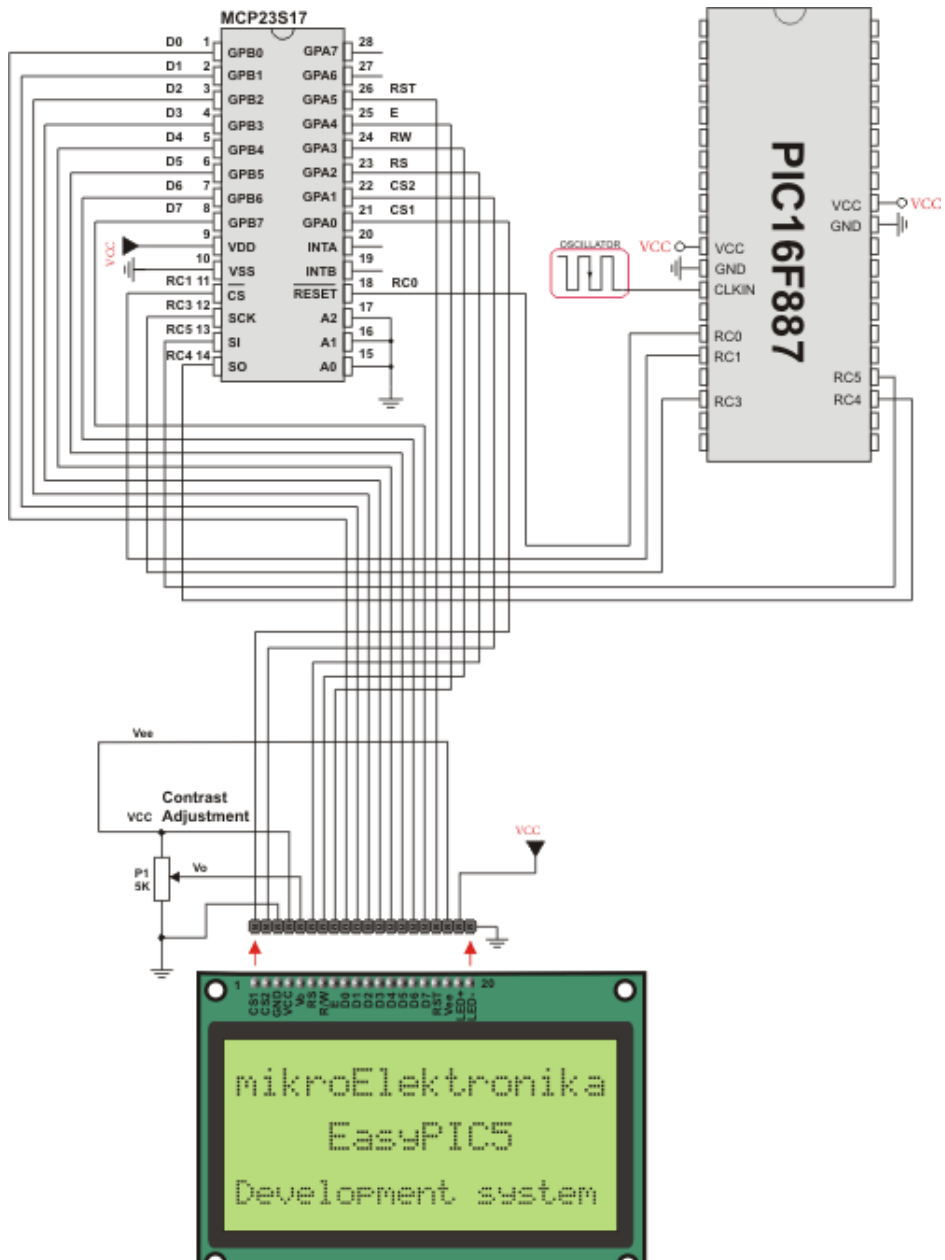 MCP23S17
D0 1 GPB0 GPA7 28
D1 2 GPB1 GPA6 27
D2 3 GPB2 GPA5 26 RST
D3 4 GPB3 GPA4 25 E
D4 5 GPB4 GPA3 24 RW
D5 6 GPB5 GPA2 23 RS
D6 7 GPB6 GPA1 22 CS2
D7 8 GPB7 GPA0 21 CS1
VCC 9 VDD INTA 20
10 VSS INTB 19
RC1 11 CS RESET 18 RC0
RC3 12 SCK A2 17
RC5 13 SI A1 16
RC4 14 SO A0 15
PIC16F887
VCC VCC
GND
OSCILLATOR
VCC VCC
GND
CLKIN
RC0
RC1
RC5
RC3 RC4
Vee
Contrast
VCC Adjustment
VCC
P1 Vo
5K
1 20
CS1 CS2 GND VCC Vo RS R/W E D0 D1 D2 D3 D4 D5 D6 D7 RST Vee LED+ LED-
mikroElektronika
EasyPIC5
Development system